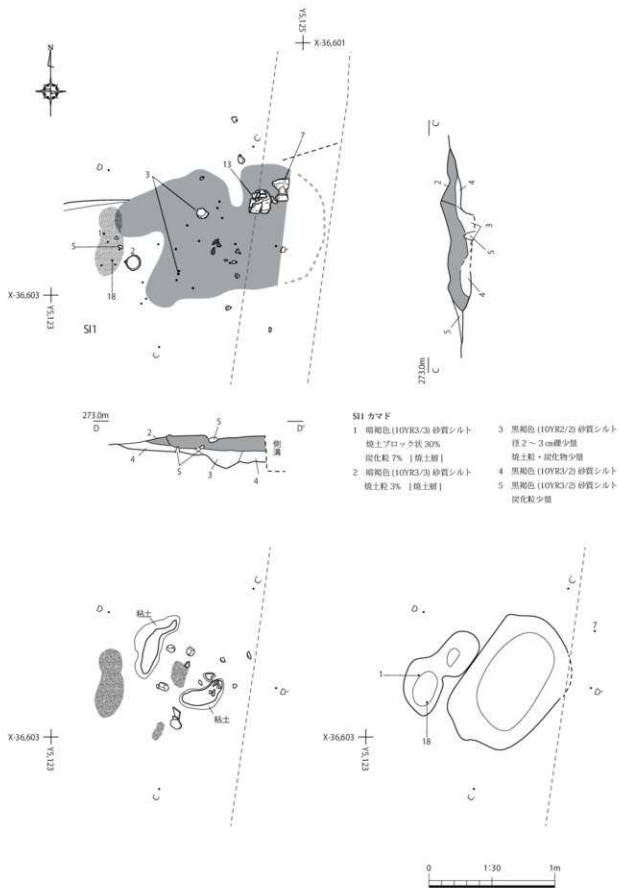 Y5,125
X-36,601
N
C
7
13
D
3
5
2
18
X-36,603
Y5,123
SI1
C
C
2
4
3
5
4
5
273.0m
C
273.0m
D
D'
2
S
4
S
3
4
側溝
SI1 カマド
1 暗褐色 (10YR3/3) 砂質シルト
焼土ブロック状 30%
炭化粒 7% [焼土層]
2 暗褐色 (10YR3/3) 砂質シルト
焼土粒 3% [焼土層]
3 黒褐色 (10YR2/2) 砂質シルト
径 2 ~ 3 ㎝礫少量
焼土粒・炭化物少量
4 黒褐色 (10YR3/2) 砂質シルト
5 黒褐色 (10YR3/2) 砂質シルト
炭化粒少量
C
D
粘土
D'
粘土
X-36,603
Y5,123
C
C
D
7
1
D'
18
X-36,603
Y5,123
C
0 1:30 1m